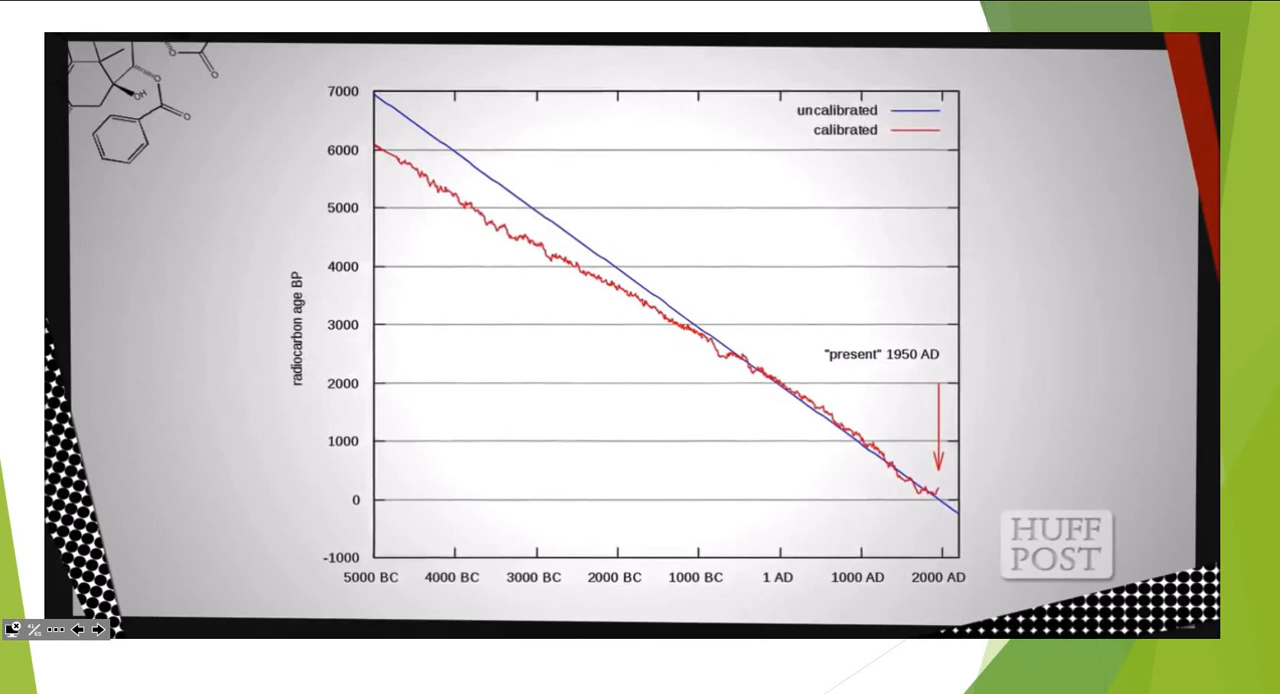 OH
7000
uncalibrated
calibrated
6000
5000
4000
3000
radiocarbon age BP
"present" 1950 AD
2000
1000
0
-1000
5000 BC 4000 BC 3000 BC 2000 BC 1000 BC 1 AD 1000 AD 2000 AD
HUFF
POST